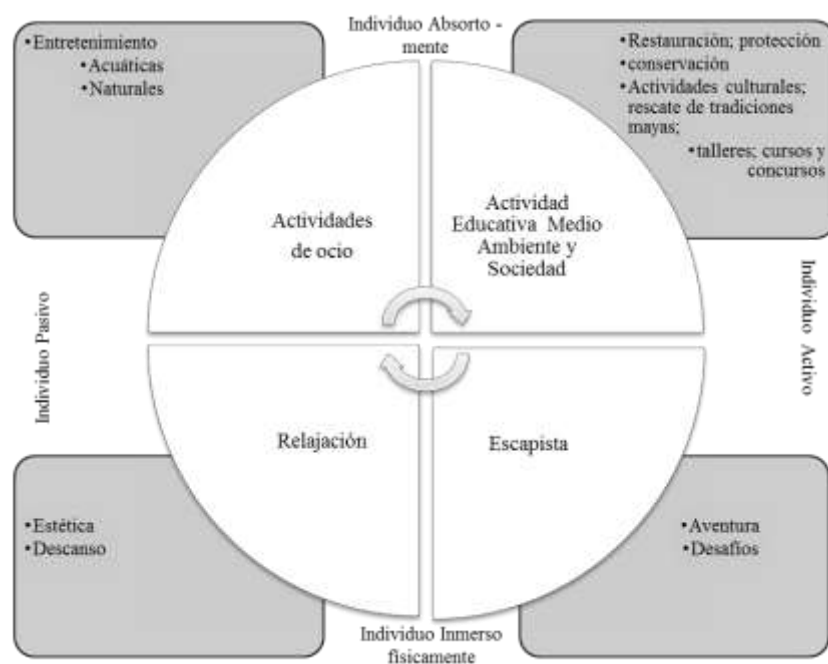 Individuo Absorto -
mente
•Entretenimiento
•Acuáticas
•Naturales
•Restauración; protección
•conservación
•Actividades culturales;
rescate de tradiciones
mayas;
•talleres; cursos y
concursos
Actividades
de ocio
Actividad
Educativa Medio
Ambiente y
Sociedad
Individuo Pasivo
Individuo Activo
Relajación
Escapista
•Estética
•Descanso
•Aventura
•Desafíos
Individuo Inmerso
físicamente